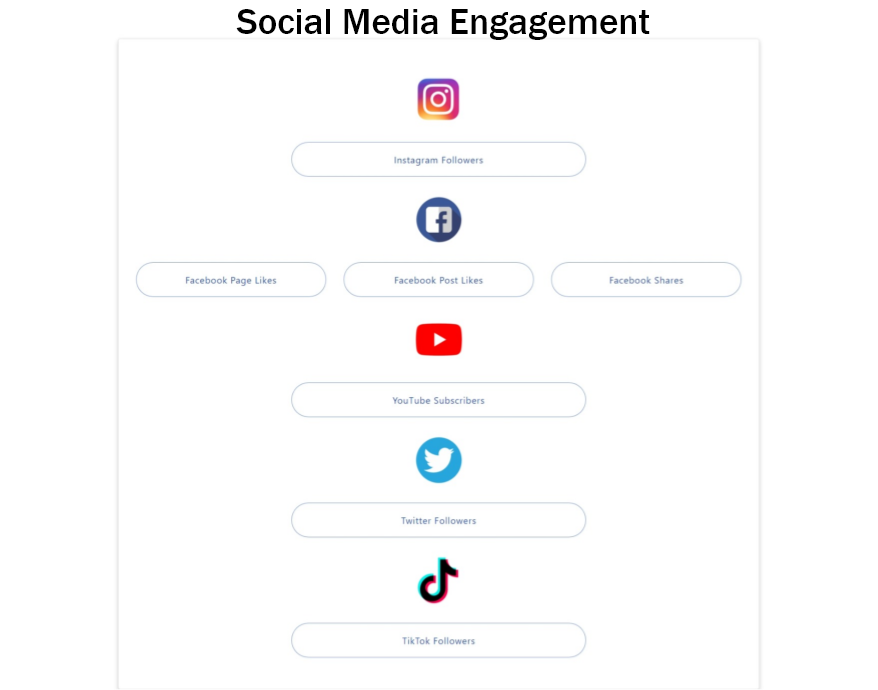 Social Media Engagement
Instagram Followers
Facebook Page Likes
Facebook Post Likes
Facebook Shares
YouTube Subscribers
Twitter Followers
TikTok Followers